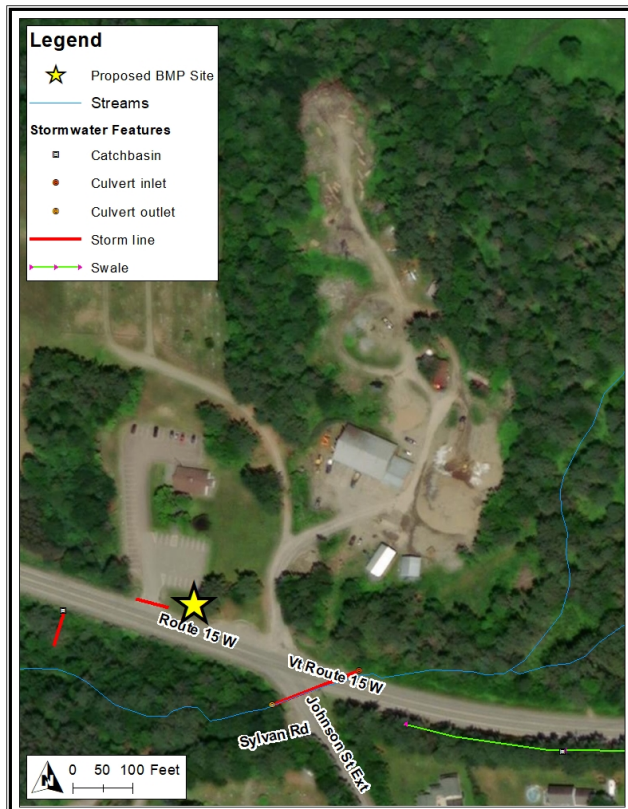 Legend
Proposed BMP Site
Streams
Stormwater Features
Catchbasin
Culvert inlet
Culvert outlet
Storm line
Swale
Route 15 W
Vt Route 15 W
Sylvan Rd
Johnson St Ext
N
0 50 100 Feet